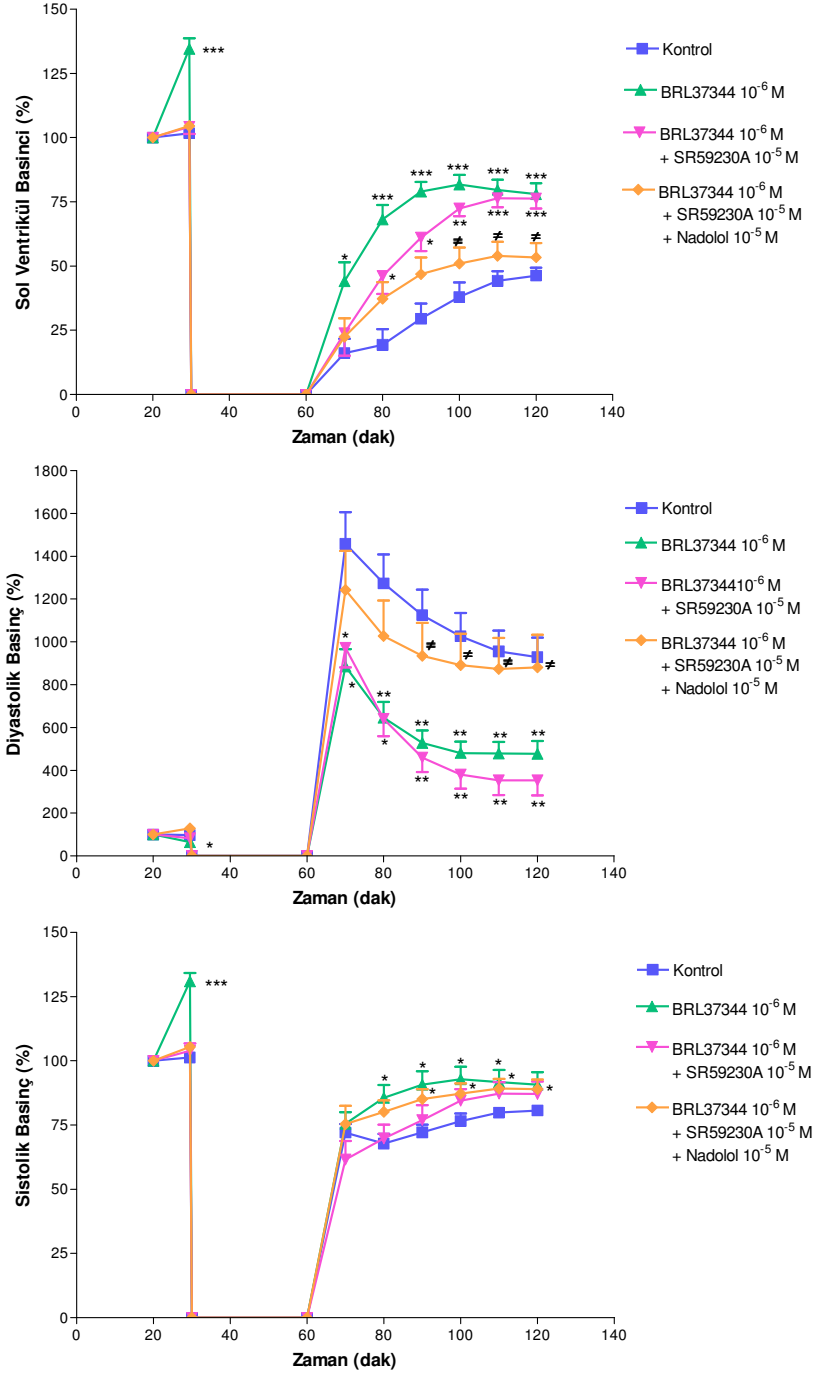 150
125
100
75
50
25
0
Sol Ventrikül Basinci (%)
***
* *** *** *** *** ***
* * ** *** ***
≠ ≠ ≠
0 20 40 60 80 100 120 140
Zaman (dak)
Kontrol
BRL37344 10⁻⁶ M
BRL37344 10⁻⁶ M
+ SR59230A 10⁻⁵ M
BRL37344 10⁻⁶ M
+ SR59230A 10⁻⁵ M
+ Nadolol 10⁻⁵ M
1800
1600
1400
1200
1000
800
600
400
200
0
Diyastolik Basinç (%)
*
≠ ≠ ≠ ≠
* ** ** ** ** **
* * ** ** ** **
0 20 40 60 80 100 120 140
Zaman (dak)
Kontrol
BRL37344 10⁻⁶ M
BRL3734410⁻⁶ M
+ SR59230A 10⁻⁵ M
BRL37344 10⁻⁶ M
+ SR59230A 10⁻⁵ M
+ Nadolol 10⁻⁵ M
150
125
100
75
50
25
0
Sistolik Basinç (%)
***
* * * *
* * * *
0 20 40 60 80 100 120 140
Zaman (dak)
Kontrol
BRL37344 10⁻⁶ M
BRL37344 10⁻⁶ M
+ SR59230A 10⁻⁵ M
BRL37344 10⁻⁶ M
+ SR59230A 10⁻⁵ M
+ Nadolol 10⁻⁵ M